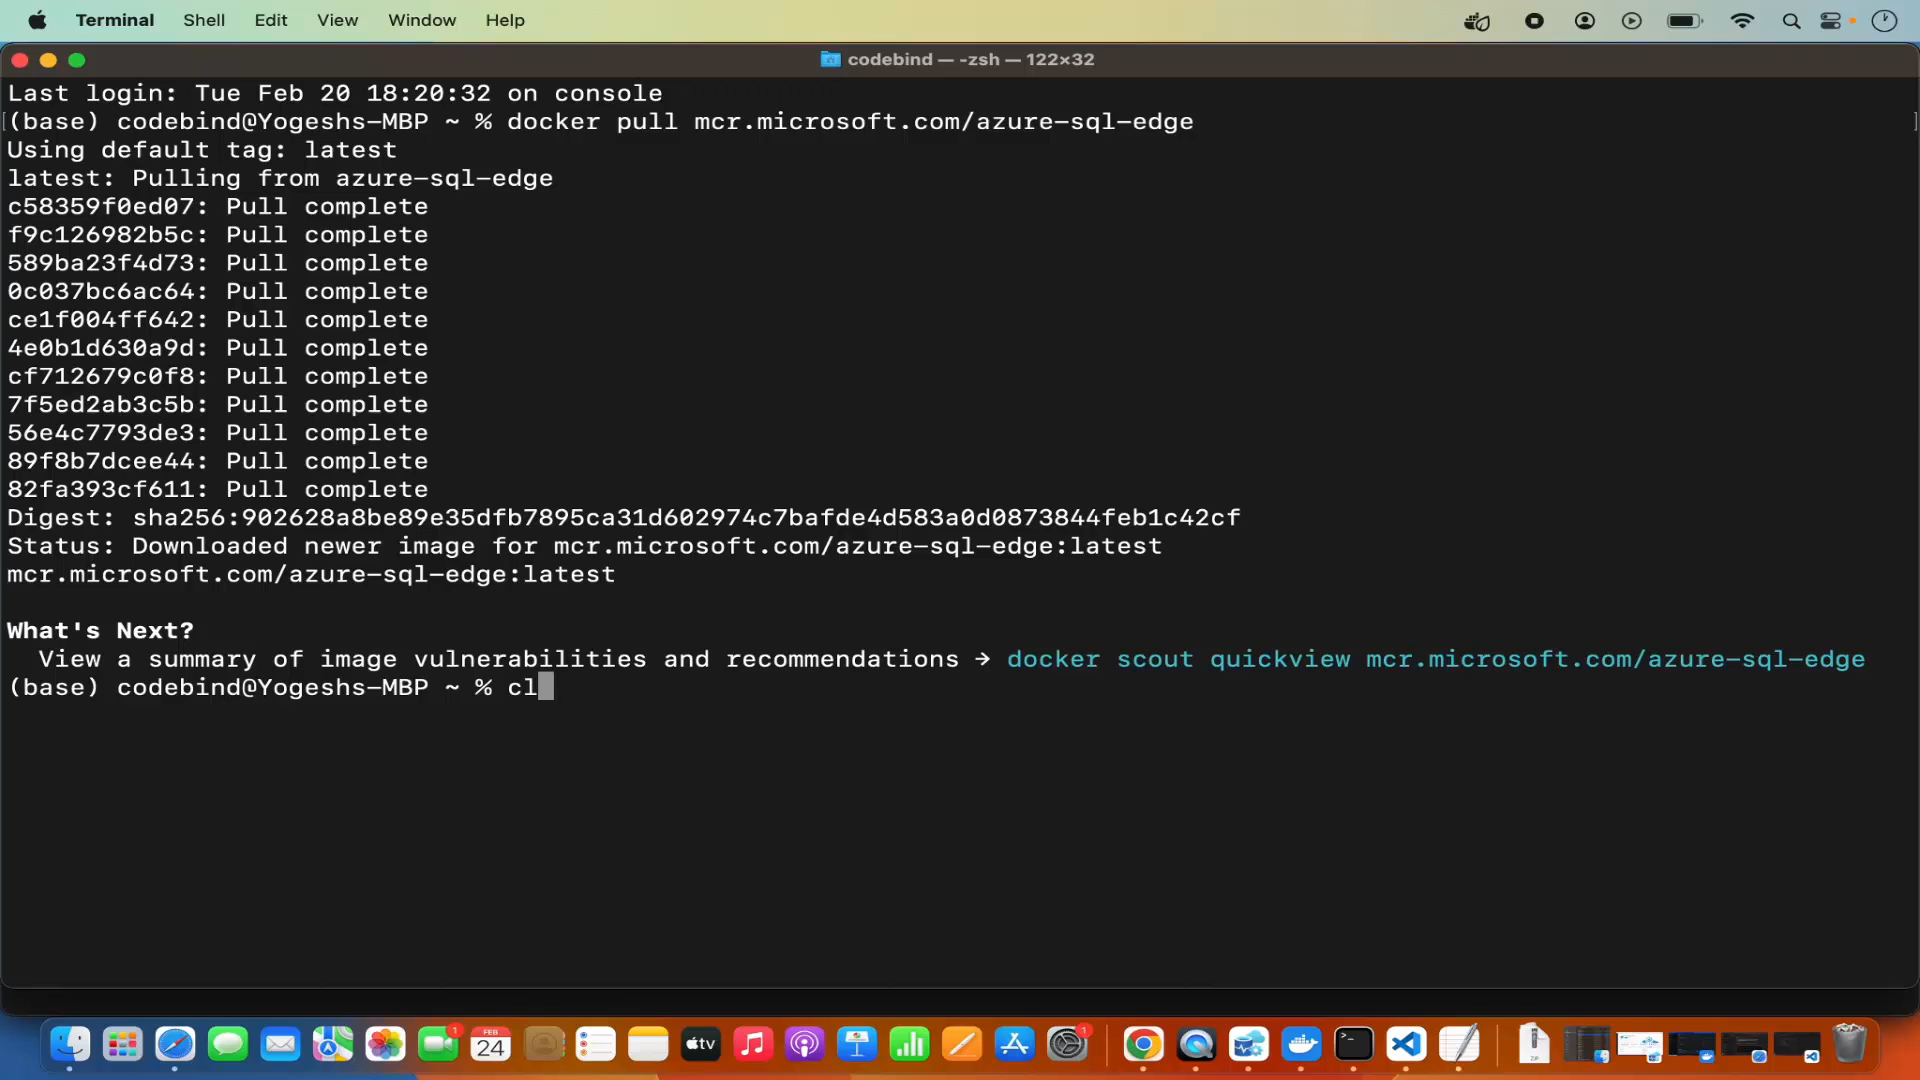 Terminal Shell Edit View Window Help
codebind — -zsh — 122×32
Last login: Tue Feb 20 18:20:32 on console
[(base) codebind@Yogeshs-MBP ~ % docker pull mcr.microsoft.com/azure-sql-edge ]
Using default tag: latest
latest: Pulling from azure-sql-edge
c58359f0ed07: Pull complete
f9c126982b5c: Pull complete
589ba23f4d73: Pull complete
0c037bc6ac64: Pull complete
ce1f004ff642: Pull complete
4e0b1d630a9d: Pull complete
cf712679c0f8: Pull complete
7f5ed2ab3c5b: Pull complete
56e4c7793de3: Pull complete
89f8b7dcee44: Pull complete
82fa393cf611: Pull complete
Digest: sha256:902628a8be89e35dfb7895ca31d602974c7bafde4d583a0d0873844feb1c42cf
Status: Downloaded newer image for mcr.microsoft.com/azure-sql-edge:latest
mcr.microsoft.com/azure-sql-edge:latest
What's Next?
View a summary of image vulnerabilities and recommendations → docker scout quickview mcr.microsoft.com/azure-sql-edge
(base) codebind@Yogeshs-MBP ~ % cl
1 FEB 24 tv 1 >_ ZIP